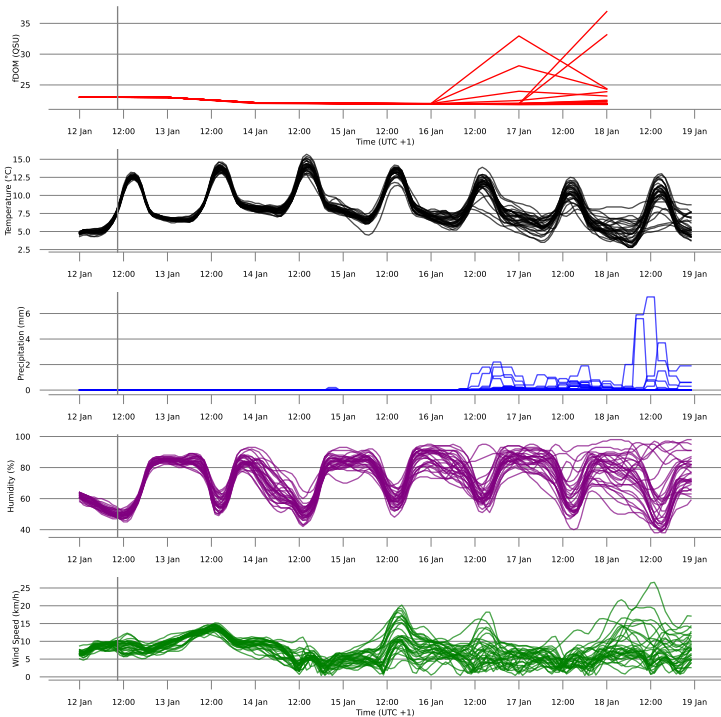 fDOM (QSU)
35
30
25
12 Jan 12:00 13 Jan 12:00 14 Jan 12:00 15 Jan 12:00 16 Jan 12:00 17 Jan 12:00 18 Jan 12:00 19 Jan
Time (UTC +1)
Temperature (°C)
15.0
12.5
10.0
7.5
5.0
2.5
12 Jan 12:00 13 Jan 12:00 14 Jan 12:00 15 Jan 12:00 16 Jan 12:00 17 Jan 12:00 18 Jan 12:00 19 Jan
Precipitation (mm)
6
4
2
0
12 Jan 12:00 13 Jan 12:00 14 Jan 12:00 15 Jan 12:00 16 Jan 12:00 17 Jan 12:00 18 Jan 12:00 19 Jan
Humidity (%)
100
80
60
40
12 Jan 12:00 13 Jan 12:00 14 Jan 12:00 15 Jan 12:00 16 Jan 12:00 17 Jan 12:00 18 Jan 12:00 19 Jan
Wind Speed (km/h)
25
20
15
10
5
0
12 Jan 12:00 13 Jan 12:00 14 Jan 12:00 15 Jan 12:00 16 Jan 12:00 17 Jan 12:00 18 Jan 12:00 19 Jan
Time (UTC +1)